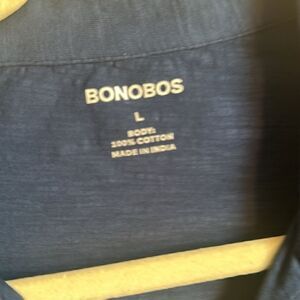 BONOBOS
L
BODY:
100% COTTON
MADE IN INDIA